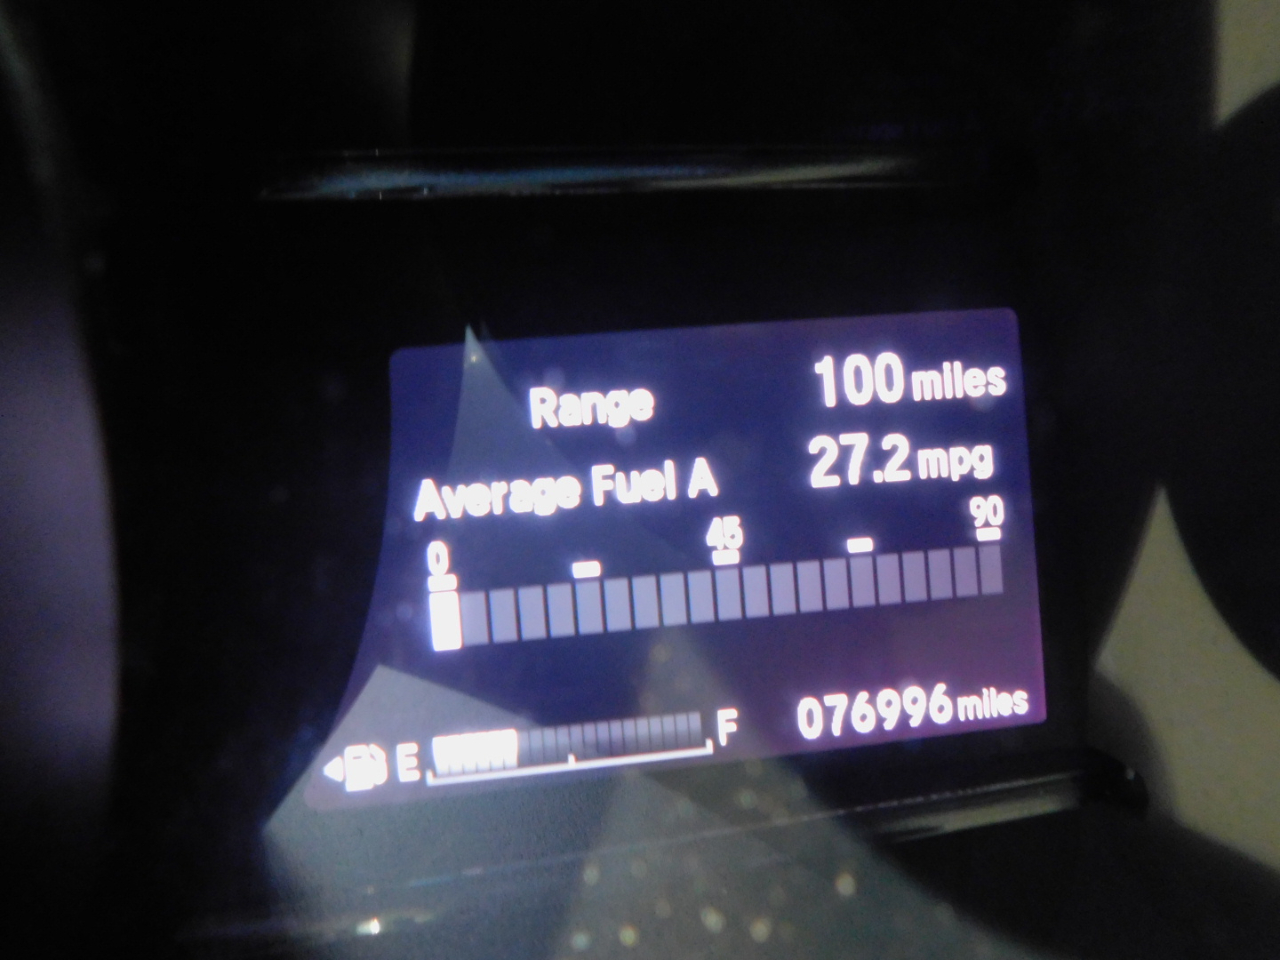 Range 100 miles
Average Fuel A 27.2 mpg
0 45 90
E F 076996 miles